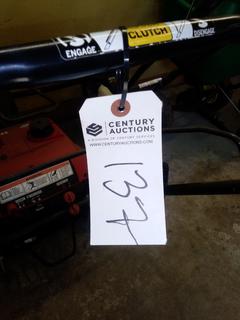 ENGAGE
CLUTCH
DISENGAGE
CENTURY
AUCTIONS
A DIVISION OF CENTURY SERVICES
WWW.CENTURYAUCTIONS.COM
137